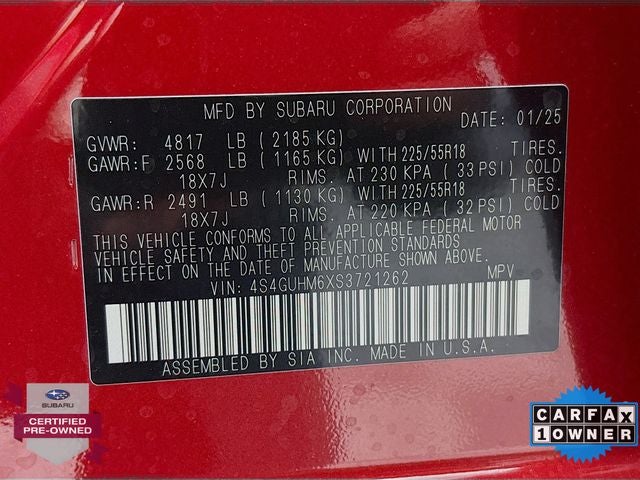 MFD BY SUBARU CORPORATION
DATE: 01/25
GVWR: 4817 LB ( 2185 KG)
GAWR: F 2568 LB ( 1165 KG) WITH 225/55R18 TIRES.
18X7J RIMS. AT 230 KPA ( 33 PSI) COLD
GAWR: R 2491 LB ( 1130 KG) WITH 225/55R18 TIRES.
18X7J RIMS. AT 220 KPA ( 32 PSI) COLD
THIS VEHICLE CONFORMS TO ALL APPLICABLE FEDERAL MOTOR
VEHICLE SAFETY AND THEFT PREVENTION STANDARDS
IN EFFECT ON THE DATE OF MANUFACTURE SHOWN ABOVE.
VIN: 4S4GUHM6XS3721262 MPV
ASSEMBLED BY SIA INC. MADE IN U.S.A.
SUBARU
CERTIFIED
PRE-OWNED
CARFAX
1 OWNER